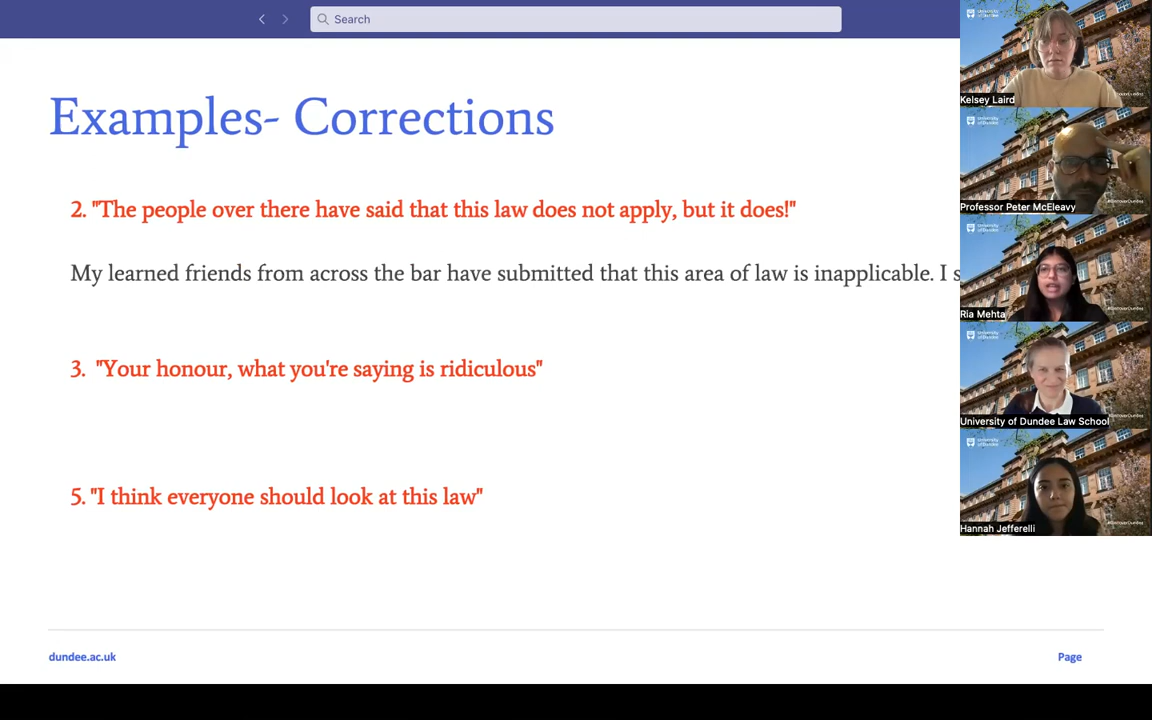 Search
Examples- Corrections
2. "The people over there have said that this law does not apply, but it does!"
My learned friends from across the bar have submitted that this area of law is inapplicable. I s
3. "Your honour, what you're saying is ridiculous"
5. "I think everyone should look at this law"
dundee.ac.uk
Page
Kelsey Laird
Professor Peter McEleavy
Ria Mehta
University of Dundee Law School
Hannah Jefferelli